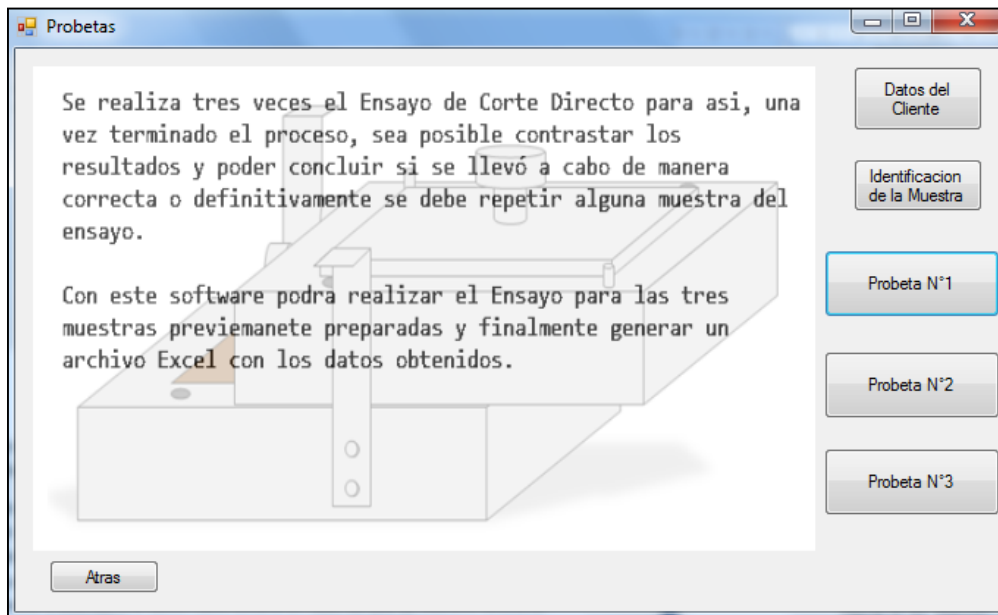 Probetas
Se realiza tres veces el Ensayo de Corte Directo para asi, una
vez terminado el proceso, sea posible contrastar los
resultados y poder concluir si se llevó a cabo de manera
correcta o definitivamente se debe repetir alguna muestra del
ensayo.
Con este software podra realizar el Ensayo para las tres
muestras previemanete preparadas y finalmente generar un
archivo Excel con los datos obtenidos.
Datos del
Cliente
Identificacion
de la Muestra
Probeta N°1
Probeta N°2
Probeta N°3
Atras